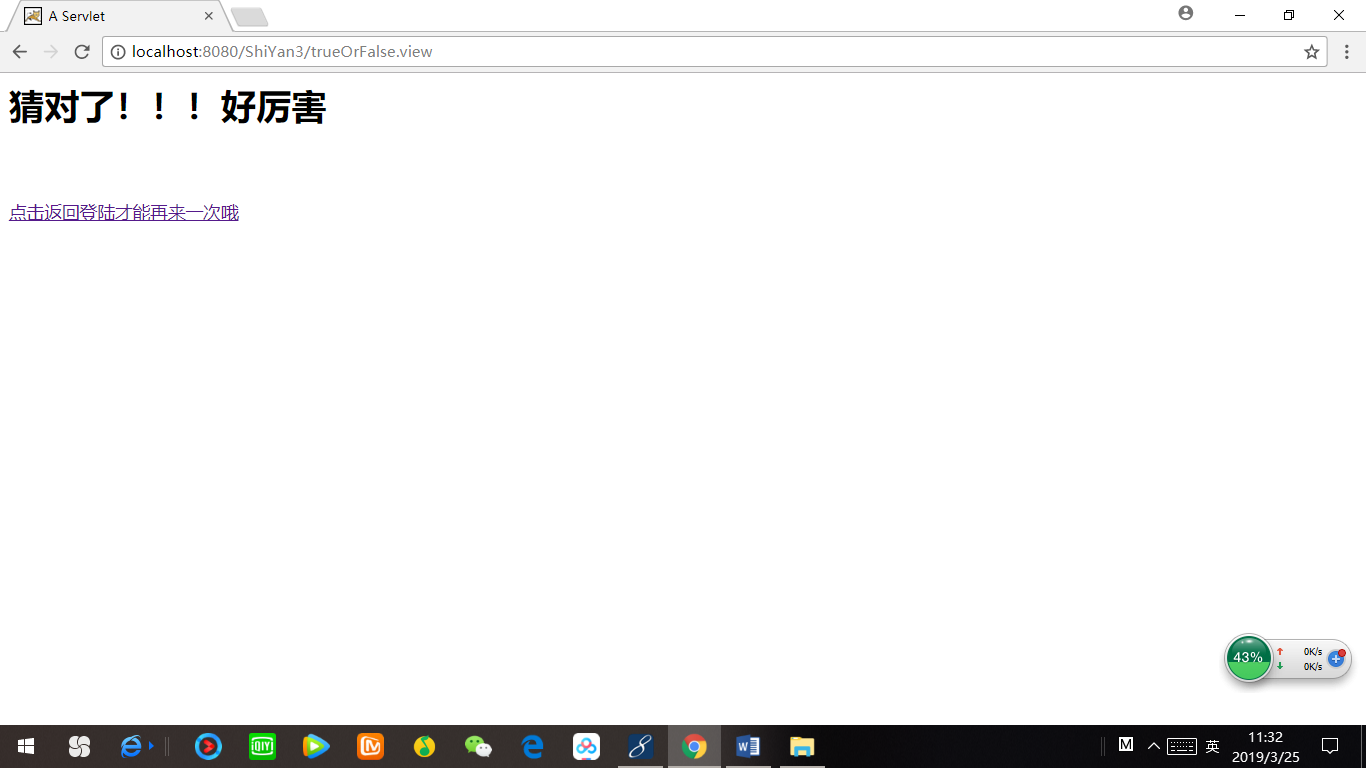 A Servlet
localhost:8080/ShiYan3/trueOrFalse.view
猜对了！！！好厉害
点击返回登陆才能再来一次哦
43%
0K/s
0K/s
QIYI
M
英
11:32
2019/3/25